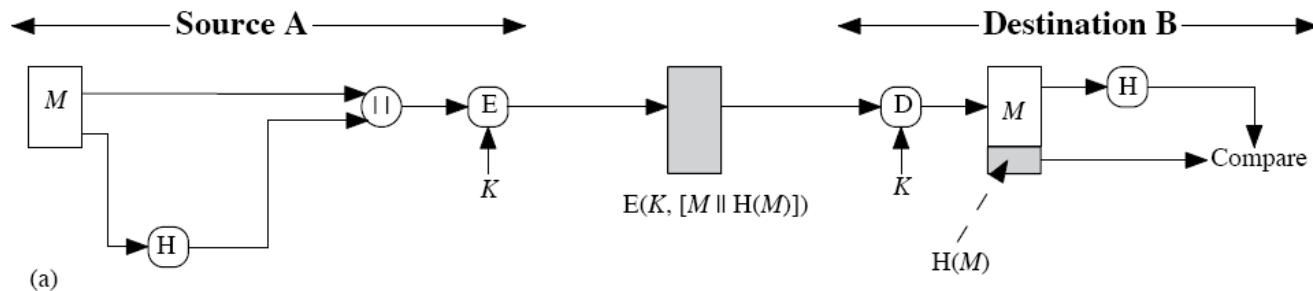 Source A
Destination B
M
| |
E
D
M
H
K
K
Compare
E(K, [M || H(M)])
H
H(M)
(a)